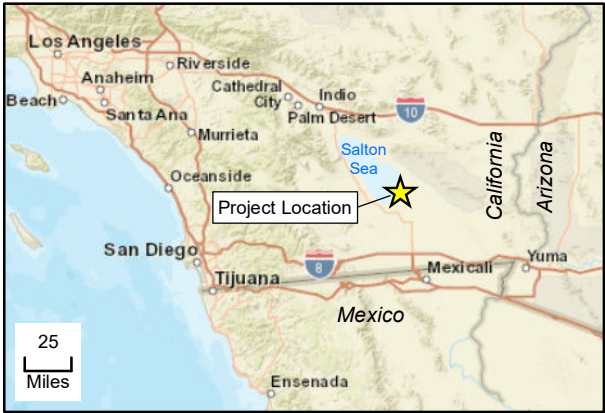 Los Angeles
Riverside
Anaheim
Cathedral
City
Indio
Beach
Santa Ana
Palm Desert
10
Murrieta
Salton
Sea
California
Arizona
Oceanside
Project Location
San Diego
8
Yuma
Tijuana
Mexicali
Mexico
25
Miles
Ensenada